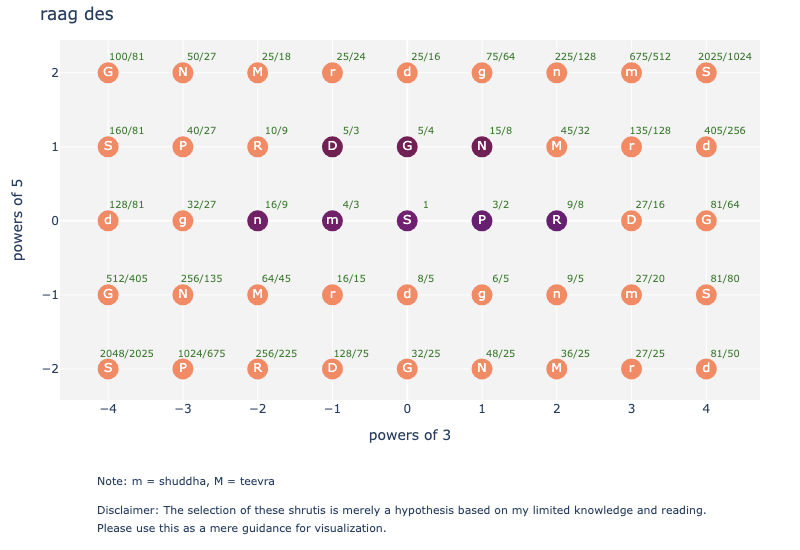 raag des
100/81 50/27 25/18 25/24 25/16 75/64 225/128 675/512 2025/1024
2 G N M r d g n m S
160/81 40/27 10/9 5/3 5/4 15/8 45/32 135/128 405/256
1 S P R D G N M r d
128/81 32/27 16/9 4/3 1 3/2 9/8 27/16 81/64
0 d g n m S P R D G
512/405 256/135 64/45 16/15 8/5 6/5 9/5 27/20 81/80
−1 G N M r d g n m S
2048/2025 1024/675 256/225 128/75 32/25 48/25 36/25 27/25 81/50
−2 S P R D G N M r d
−4 −3 −2 −1 0 1 2 3 4
powers of 5
powers of 3
Note: m = shuddha, M = teevra
Disclaimer: The selection of these shrutis is merely a hypothesis based on my limited knowledge and reading.
Please use this as a mere guidance for visualization.